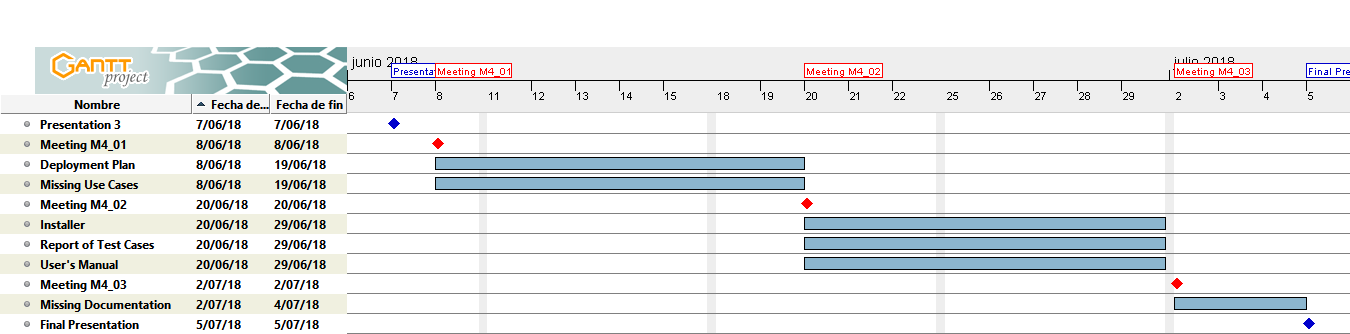 GANTT
project
junio 2018
julio 2018
Presenta Meeting M4_01 Meeting M4_02 Meeting M4_03 Final Pre
6 7 8 11 12 13 14 15 18 19 20 21 22 25 26 27 28 29 2 3 4 5
Nombre Fecha de... Fecha de fin
Presentation 3 7/06/18 7/06/18
Meeting M4_01 8/06/18 8/06/18
Deployment Plan 8/06/18 19/06/18
Missing Use Cases 8/06/18 19/06/18
Meeting M4_02 20/06/18 20/06/18
Installer 20/06/18 29/06/18
Report of Test Cases 20/06/18 29/06/18
User's Manual 20/06/18 29/06/18
Meeting M4_03 2/07/18 2/07/18
Missing Documentation 2/07/18 4/07/18
Final Presentation 5/07/18 5/07/18